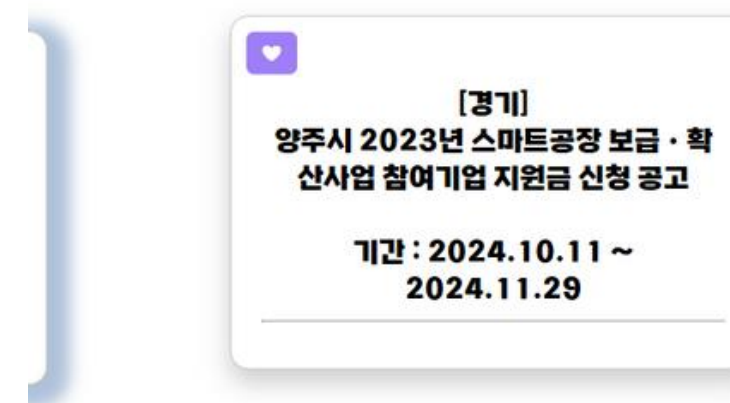 [경기]
양주시 2023년 스마트공장 보급·확
산사업 참여기업 지원금 신청 공고
기간 : 2024.10.11 ~
2024.11.29